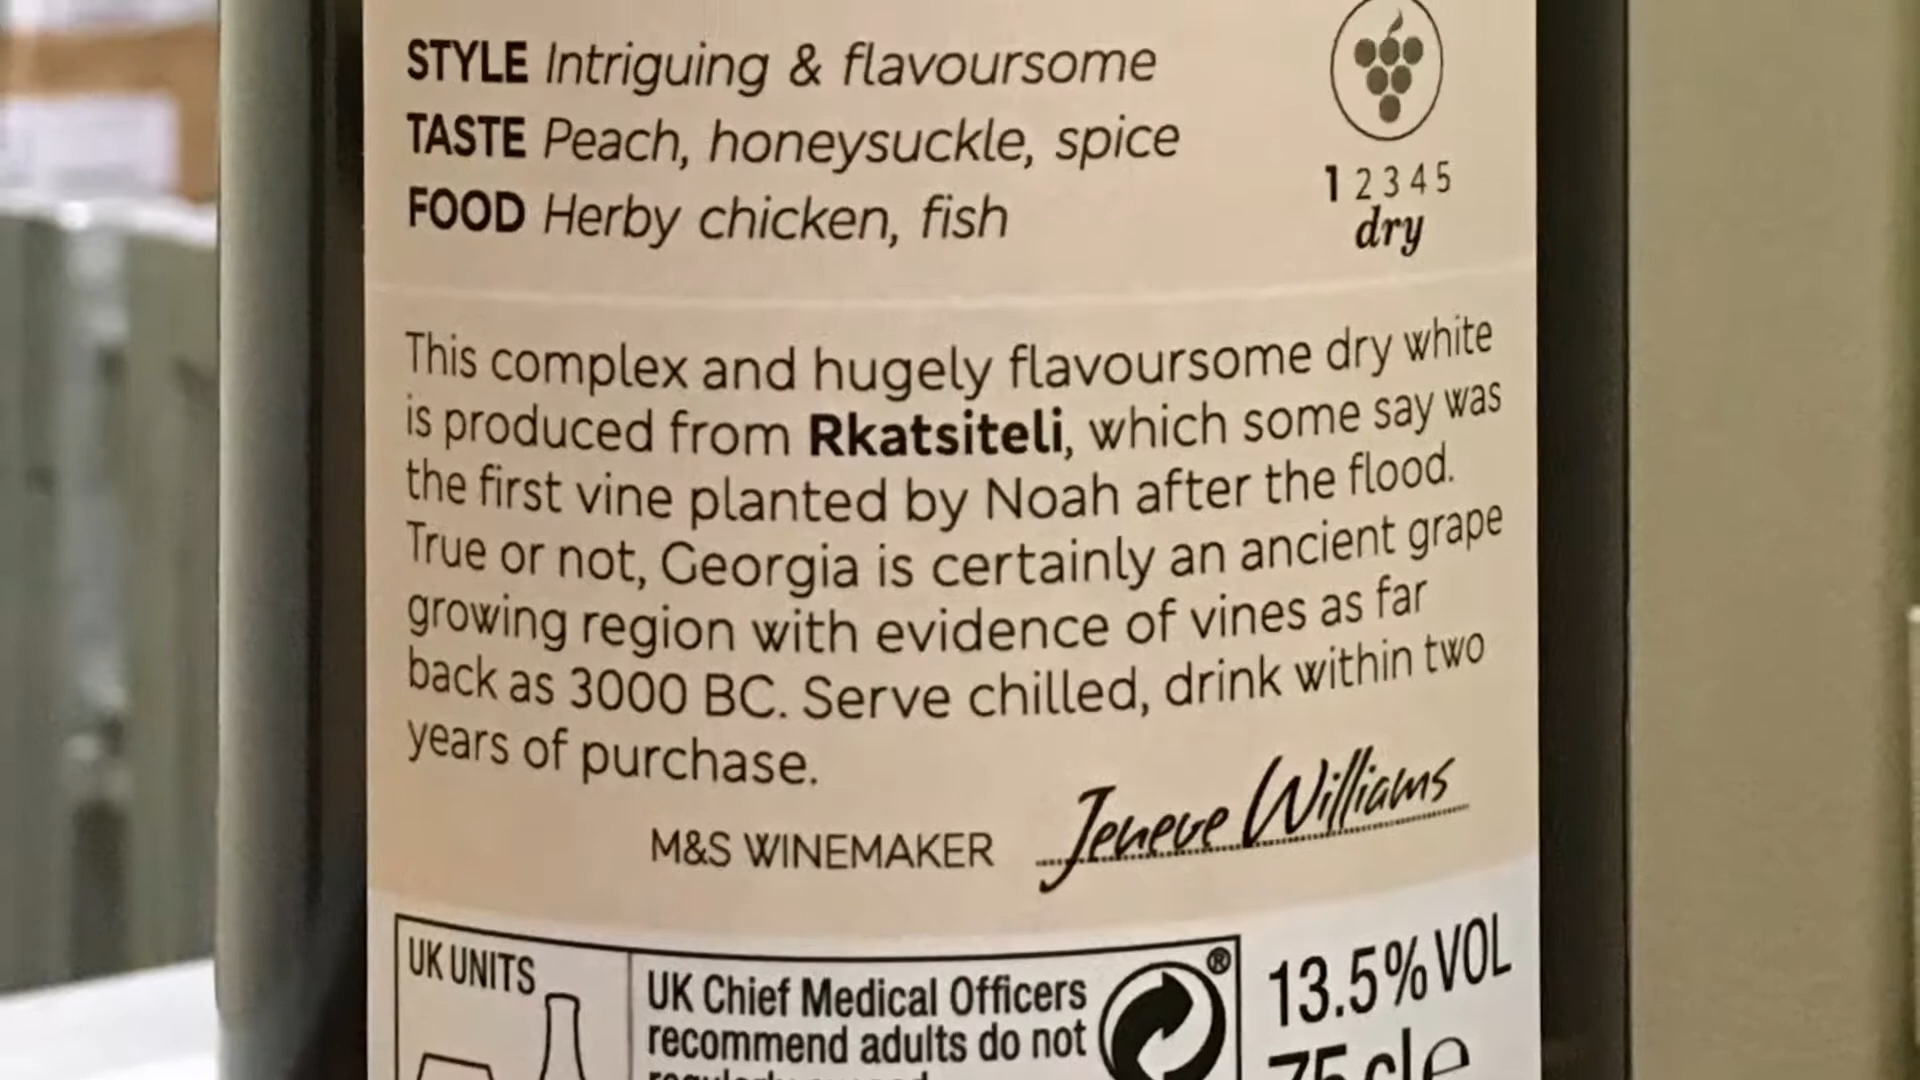 STYLE Intriguing & flavoursome
TASTE Peach, honeysuckle, spice
FOOD Herby chicken, fish
1 2 3 4 5
dry
This complex and hugely flavoursome dry white
is produced from Rkatsiteli, which some say was
the first vine planted by Noah after the flood.
True or not, Georgia is certainly an ancient grape
growing region with evidence of vines as far
back as 3000 BC. Serve chilled, drink within two
years of purchase.
M&S WINEMAKER Jeneve Williams
UK UNITS
UK Chief Medical Officers
recommend adults do not
®
13.5% VOL
75 cl e